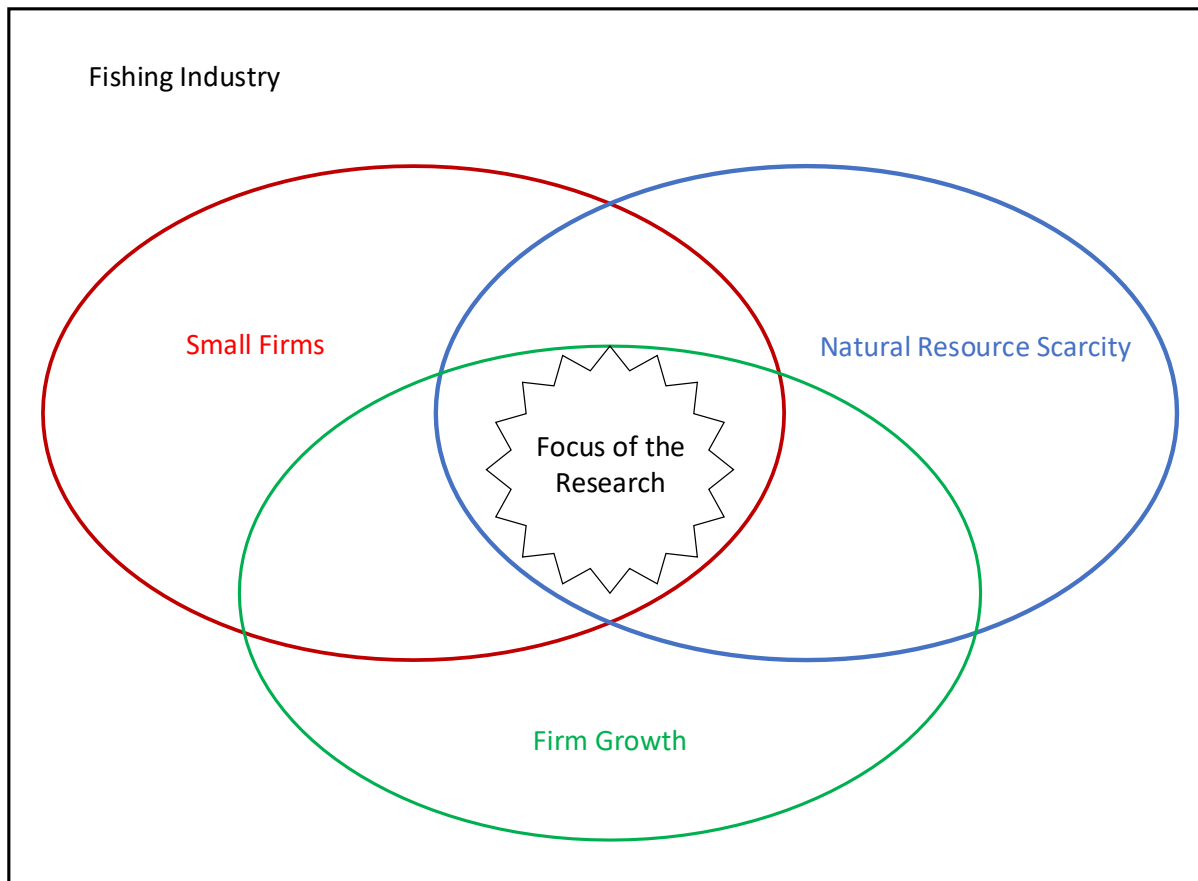 Fishing Industry
Small Firms
Natural Resource Scarcity
Focus of the
Research
Firm Growth